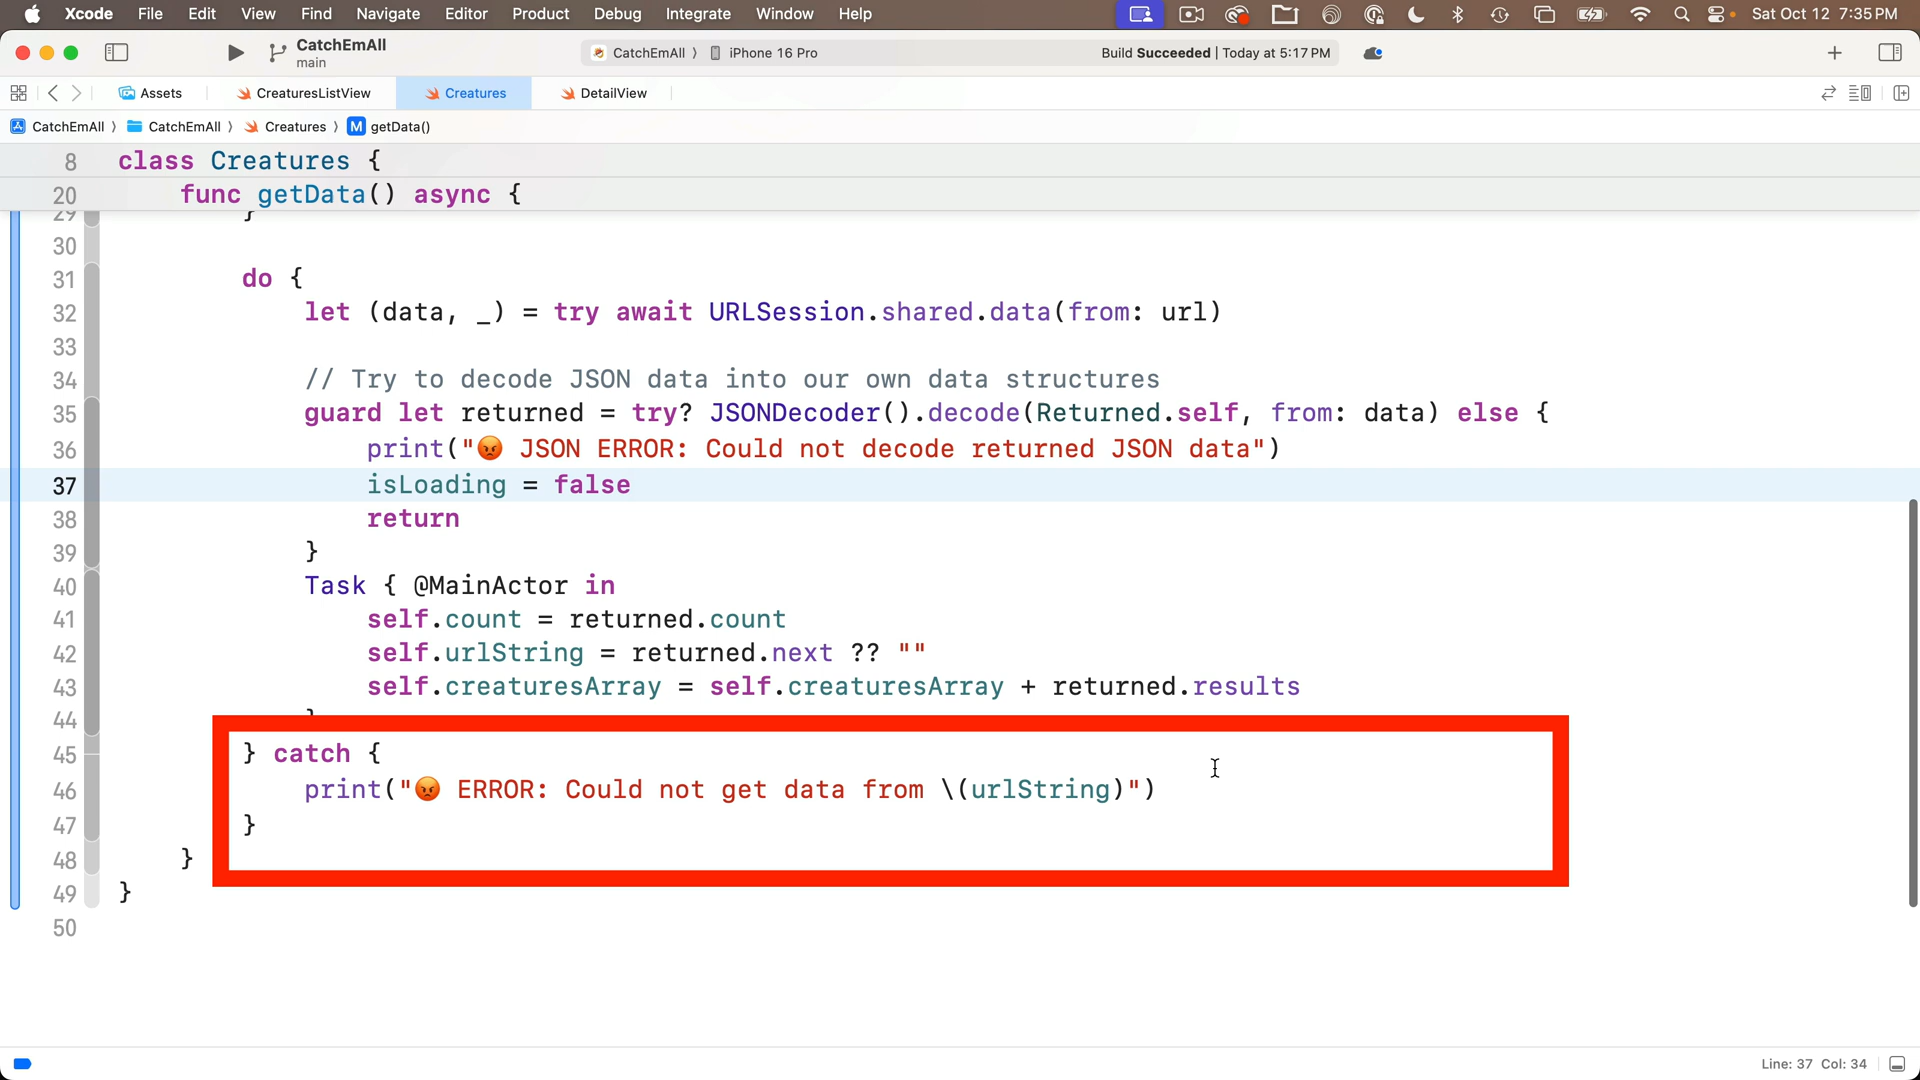 Xcode File Edit View Find Navigate Editor Product Debug Integrate Window Help Sat Oct 12 7:35 PM
CatchEmAll
main
CatchEmAll 〉 iPhone 16 Pro
Build Succeeded | Today at 5:17 PM
Assets CreaturesListView Creatures DetailView
CatchEmAll 〉 CatchEmAll 〉 Creatures 〉 M getData()
8 class Creatures {
20 func getData() async {
29 }
30
31 do {
32 let (data, _) = try await URLSession.shared.data(from: url)
33
34 // Try to decode JSON data into our own data structures
35 guard let returned = try? JSONDecoder().decode(Returned.self, from: data) else {
36 print("😡 JSON ERROR: Could not decode returned JSON data")
37 isLoading = false
38 return
39 }
40 Task { @MainActor in
41 self.count = returned.count
42 self.urlString = returned.next ?? ""
43 self.creaturesArray = self.creaturesArray + returned.results
44 }
45 } catch {
46 print("😡 ERROR: Could not get data from \(urlString)")
47 }
48 }
49 }
50
Line: 37 Col: 34